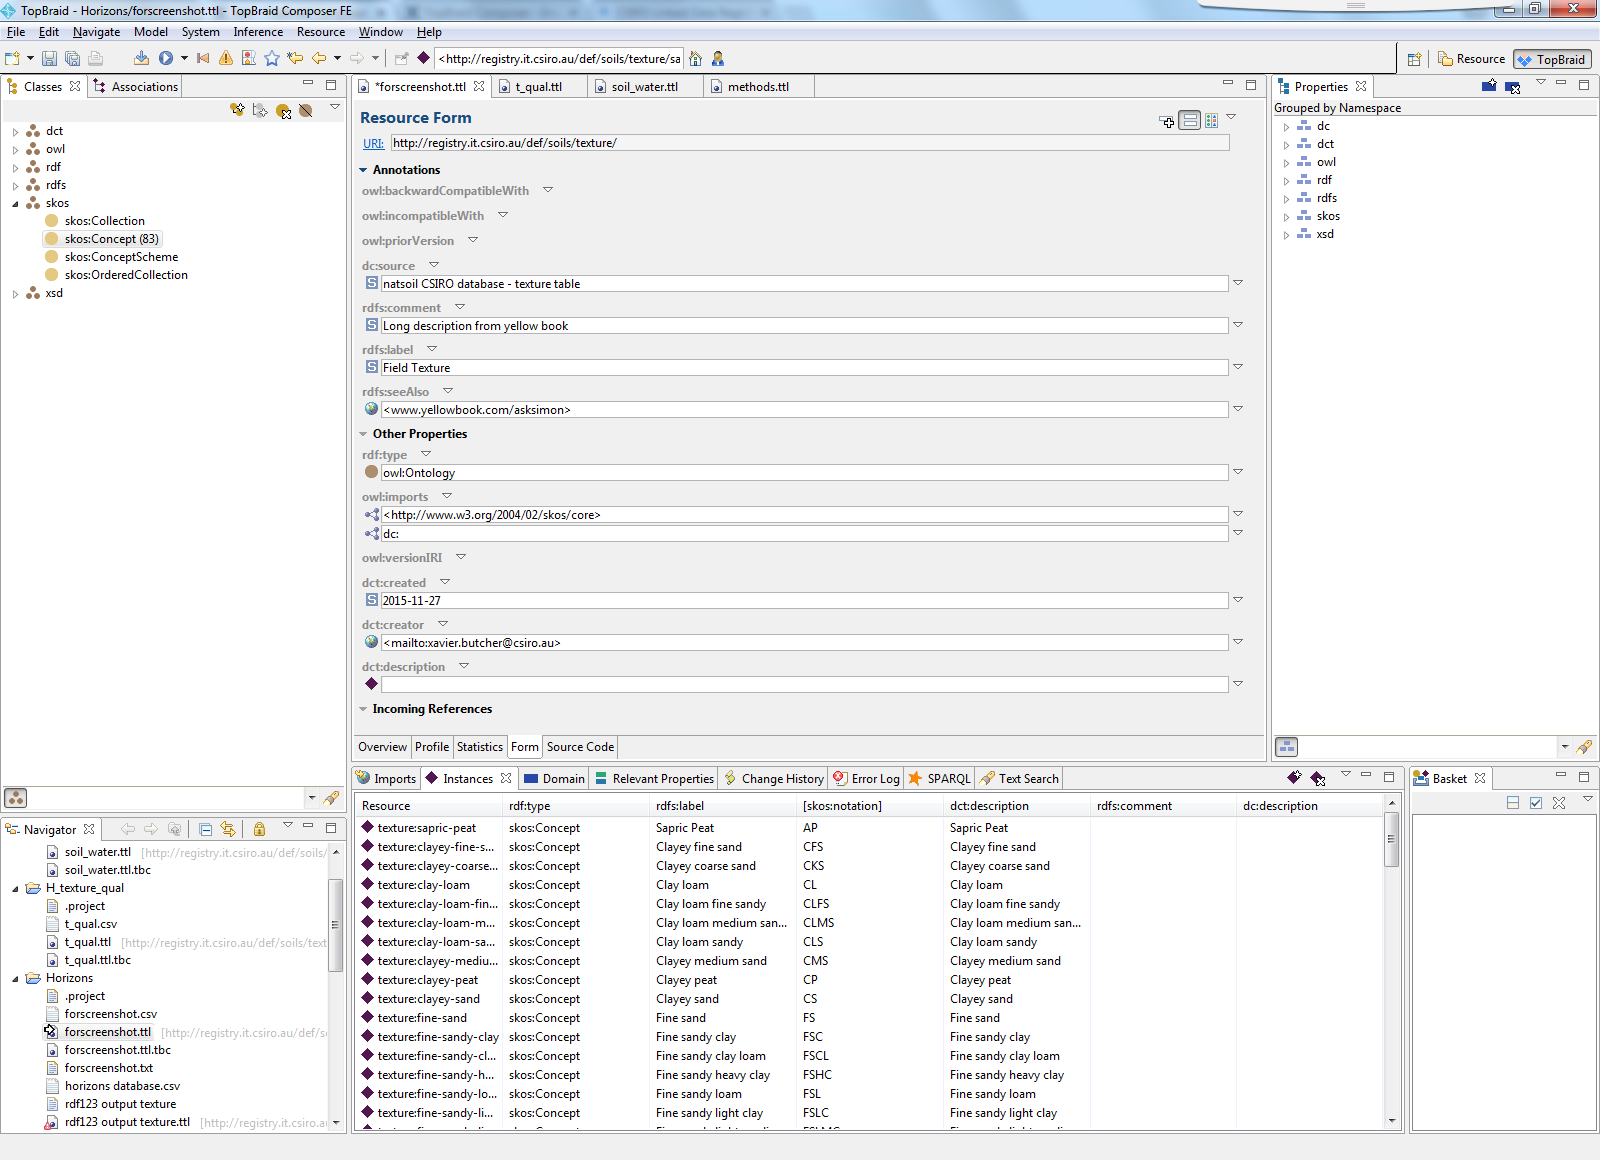 TopBraid - Horizons/forscreenshot.ttl - TopBraid Composer FE
File Edit Navigate Model System Inference Resource Window Help
<http://registry.it.csiro.au/def/soils/texture/sa
Resource TopBraid
Classes Associations
dct
owl
rdf
rdfs
skos
skos:Collection
skos:Concept (83)
skos:ConceptScheme
skos:OrderedCollection
xsd
*forscreenshot.ttl t_qual.ttl soil_water.ttl methods.ttl
Resource Form
URI: http://registry.it.csiro.au/def/soils/texture/
Annotations
owl:backwardCompatibleWith
owl:incompatibleWith
owl:priorVersion
dc:source
natsoil CSIRO database - texture table
rdfs:comment
Long description from yellow book
rdfs:label
Field Texture
rdfs:seeAlso
<www.yellowbook.com/asksimon>
Other Properties
rdf:type
owl:Ontology
owl:imports
<http://www.w3.org/2004/02/skos/core>
dc:
owl:versionIRI
dct:created
2015-11-27
dct:creator
<mailto:xavier.butcher@csiro.au>
dct:description
Incoming References
Overview Profile Statistics Form Source Code
Properties
Grouped by Namespace
dc
dct
owl
rdf
rdfs
skos
xsd
Navigator
soil_water.ttl [http://registry.it.csiro.au/def/soils/
soil_water.ttl.tbc
H_texture_qual
.project
t_qual.csv
t_qual.ttl [http://registry.it.csiro.au/def/soils/text
t_qual.ttl.tbc
Horizons
.project
forscreenshot.csv
forscreenshot.ttl [http://registry.it.csiro.au/def/s
forscreenshot.ttl.tbc
forscreenshot.txt
horizons database.csv
rdf123 output texture
rdf123 output texture.ttl [http://registry.it.csiro.a
Imports Instances Domain Relevant Properties Change History Error Log SPARQL Text Search
Resource rdf:type rdfs:label [skos:notation] dct:description rdfs:comment dc:description
texture:sapric-peat skos:Concept Sapric Peat AP Sapric Peat
texture:clayey-fine-s... skos:Concept Clayey fine sand CFS Clayey fine sand
texture:clayey-coarse... skos:Concept Clayey coarse sand CKS Clayey coarse sand
texture:clay-loam skos:Concept Clay loam CL Clay loam
texture:clay-loam-fin... skos:Concept Clay loam fine sandy CLFS Clay loam fine sandy
texture:clay-loam-m... skos:Concept Clay loam medium san... CLMS Clay loam medium san...
texture:clay-loam-sa... skos:Concept Clay loam sandy CLS Clay loam sandy
texture:clayey-mediu... skos:Concept Clayey medium sand CMS Clayey medium sand
texture:clayey-peat skos:Concept Clayey peat CP Clayey peat
texture:clayey-sand skos:Concept Clayey sand CS Clayey sand
texture:fine-sand skos:Concept Fine sand FS Fine sand
texture:fine-sandy-clay skos:Concept Fine sandy clay FSC Fine sandy clay
texture:fine-sandy-cl... skos:Concept Fine sandy clay loam FSCL Fine sandy clay loam
texture:fine-sandy-h... skos:Concept Fine sandy heavy clay FSHC Fine sandy heavy clay
texture:fine-sandy-lo... skos:Concept Fine sandy loam FSL Fine sandy loam
texture:fine-sandy-li... skos:Concept Fine sandy light clay FSLC Fine sandy light clay
Basket